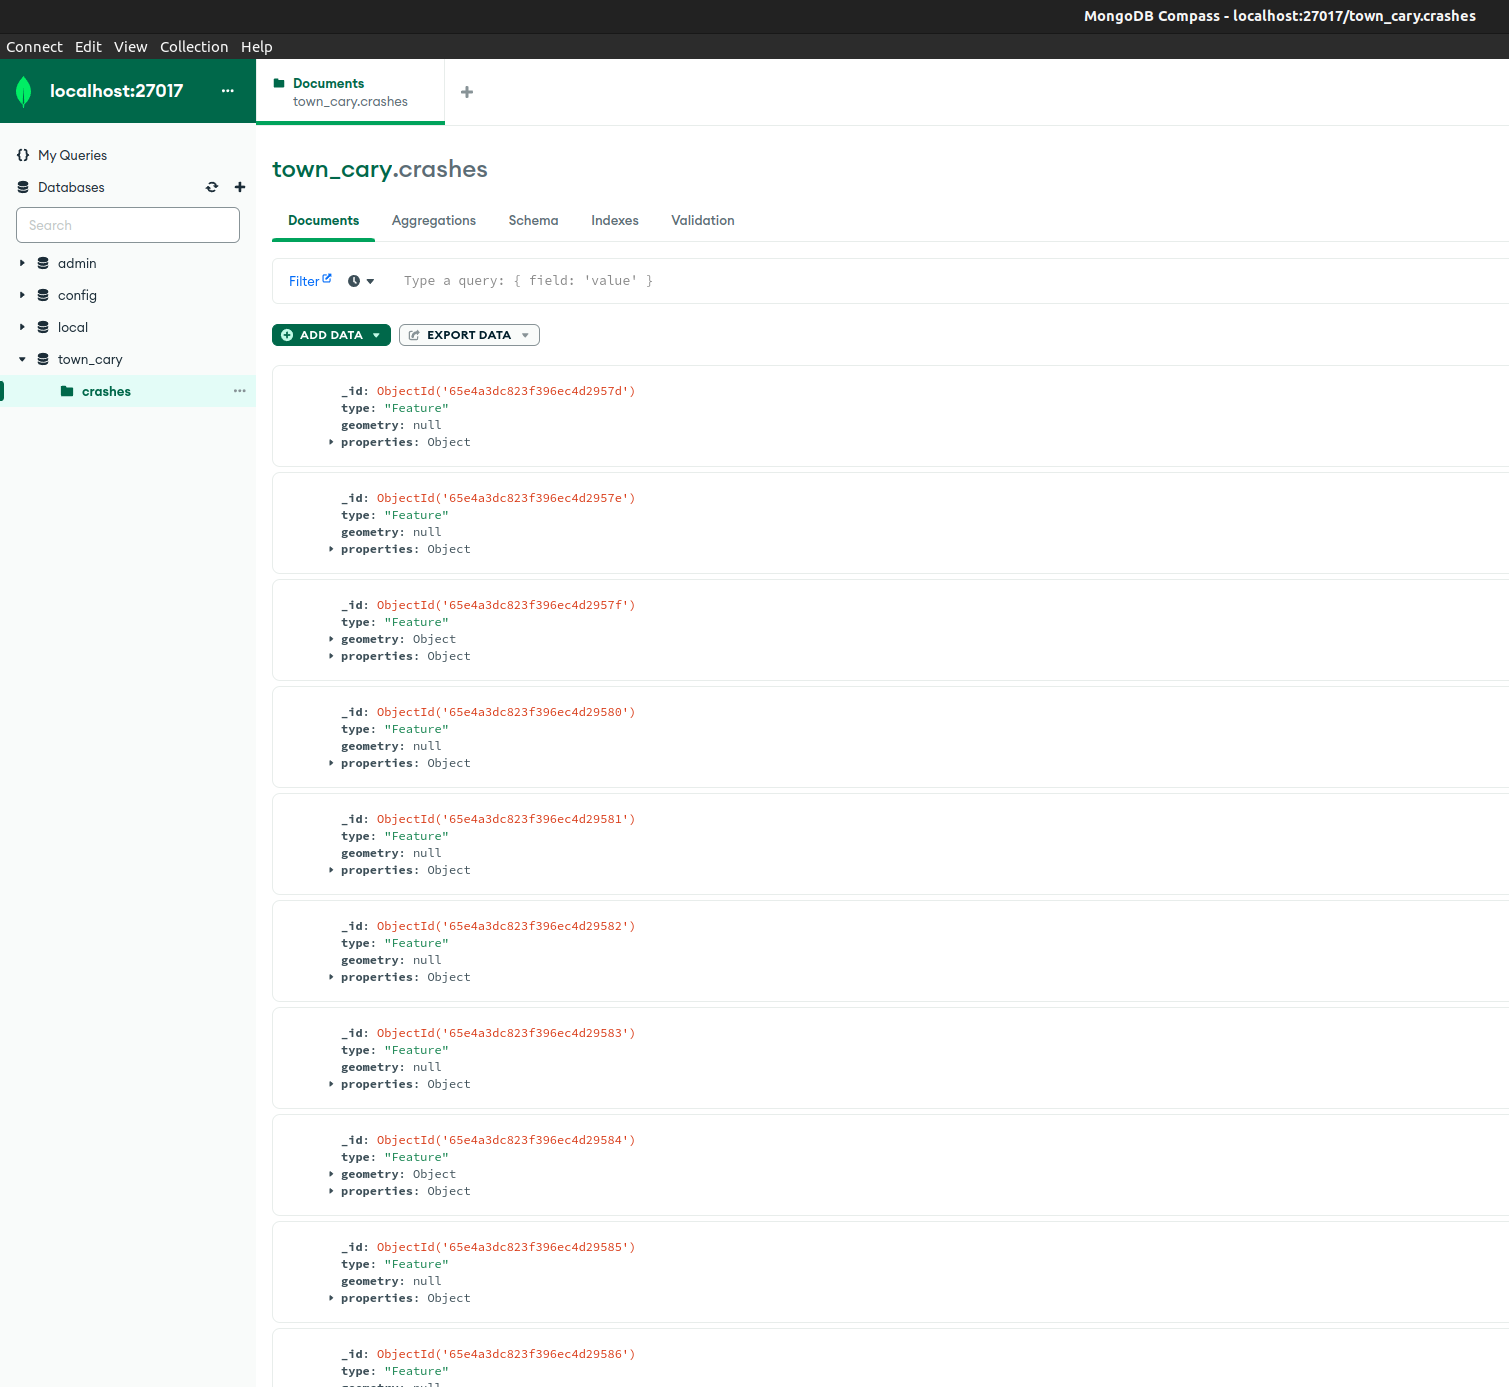 MongoDB Compass - localhost:27017/town_cary.crashes
Connect Edit View Collection Help
localhost:27017 ...
Documents
town_cary.crashes
{} My Queries
Databases
Search
admin
config
local
town_cary
crashes ...
town_cary.crashes
Documents Aggregations Schema Indexes Validation
Filter Type a query: { field: 'value' }
ADD DATA EXPORT DATA
_id: ObjectId('65e4a3dc823f396ec4d2957d')
type: "Feature"
geometry: null
properties: Object
_id: ObjectId('65e4a3dc823f396ec4d2957e')
type: "Feature"
geometry: null
properties: Object
_id: ObjectId('65e4a3dc823f396ec4d2957f')
type: "Feature"
geometry: Object
properties: Object
_id: ObjectId('65e4a3dc823f396ec4d29580')
type: "Feature"
geometry: null
properties: Object
_id: ObjectId('65e4a3dc823f396ec4d29581')
type: "Feature"
geometry: null
properties: Object
_id: ObjectId('65e4a3dc823f396ec4d29582')
type: "Feature"
geometry: null
properties: Object
_id: ObjectId('65e4a3dc823f396ec4d29583')
type: "Feature"
geometry: null
properties: Object
_id: ObjectId('65e4a3dc823f396ec4d29584')
type: "Feature"
geometry: Object
properties: Object
_id: ObjectId('65e4a3dc823f396ec4d29585')
type: "Feature"
geometry: null
properties: Object
_id: ObjectId('65e4a3dc823f396ec4d29586')
type: "Feature"